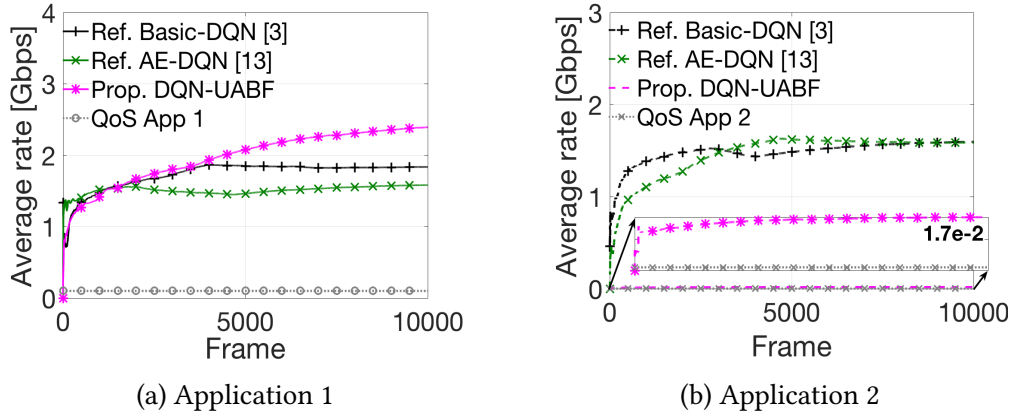 Average rate [Gbps]
4
3
2
1
0
Ref. Basic-DQN [3]
Ref. AE-DQN [13]
Prop. DQN-UABF
QoS App 1
0
5000
10000
Frame
(a) Application 1
Average rate [Gbps]
3
2
1
0
Ref. Basic-DQN [3]
Ref. AE-DQN [13]
Prop. DQN-UABF
QoS App 2
1.7e-2
0
5000
10000
Frame
(b) Application 2